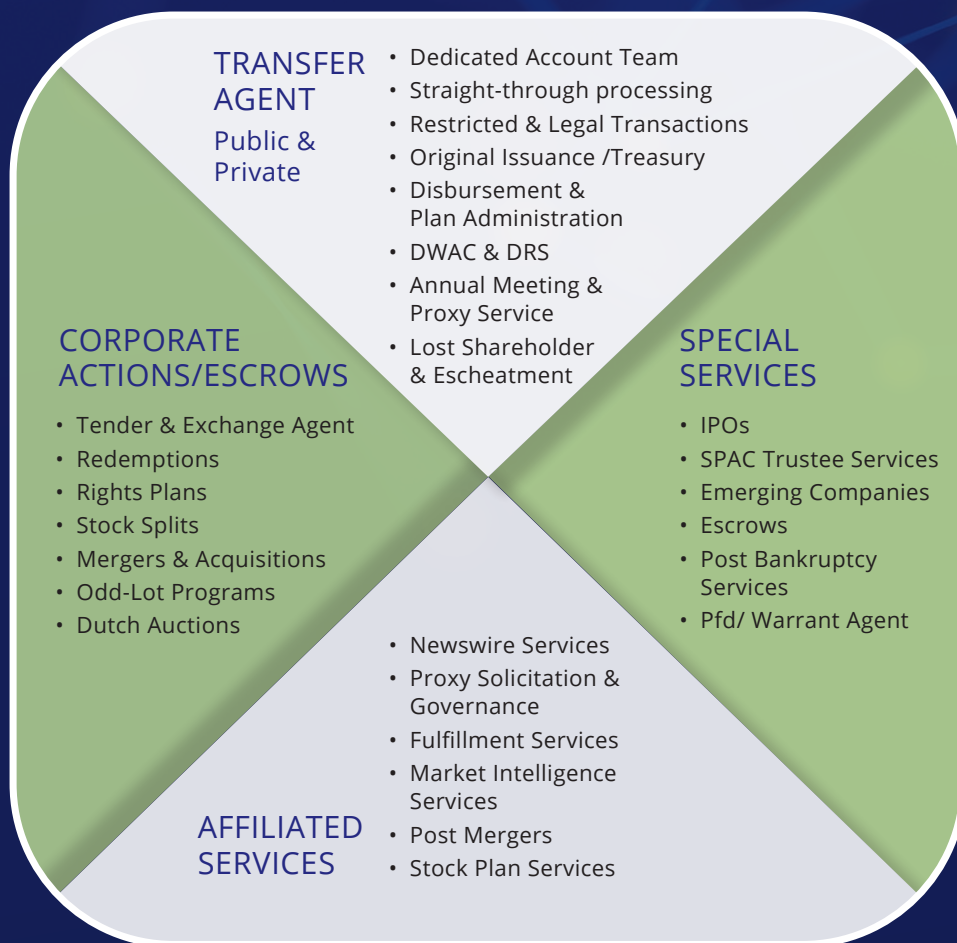 TRANSFER
AGENT
Public &
Private
• Dedicated Account Team
• Straight-through processing
• Restricted & Legal Transactions
• Original Issuance /Treasury
• Disbursement &
Plan Administration
• DWAC & DRS
• Annual Meeting &
Proxy Service
• Lost Shareholder
& Escheatment
CORPORATE
ACTIONS/ESCROWS
• Tender & Exchange Agent
• Redemptions
• Rights Plans
• Stock Splits
• Mergers & Acquisitions
• Odd-Lot Programs
• Dutch Auctions
SPECIAL
SERVICES
• IPOs
• SPAC Trustee Services
• Emerging Companies
• Escrows
• Post Bankruptcy
Services
• Pfd/ Warrant Agent
AFFILIATED
SERVICES
• Newswire Services
• Proxy Solicitation &
Governance
• Fulfillment Services
• Market Intelligence
Services
• Post Mergers
• Stock Plan Services